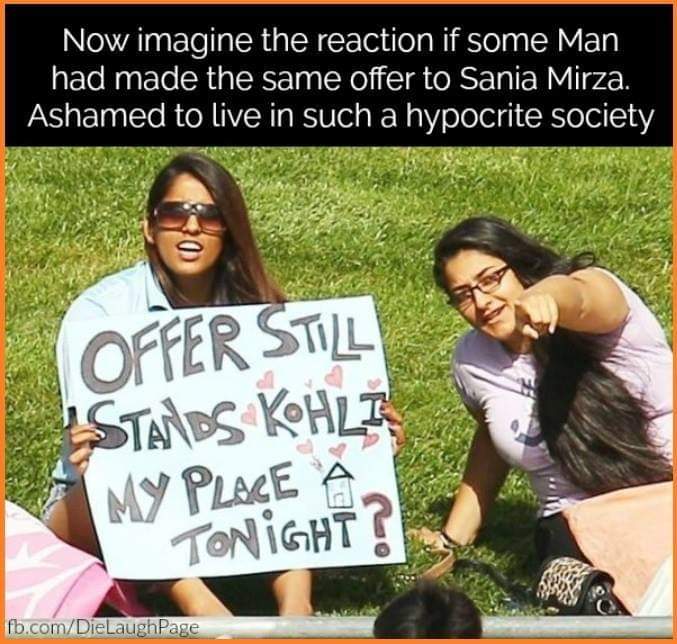 Now imagine the reaction if some Man
had made the same offer to Sania Mirza.
Ashamed to live in such a hypocrite society
OFFER STILL
STANDS KOHLI
MY PLACE
TONIGHT?
fb.com/DieLaughPage